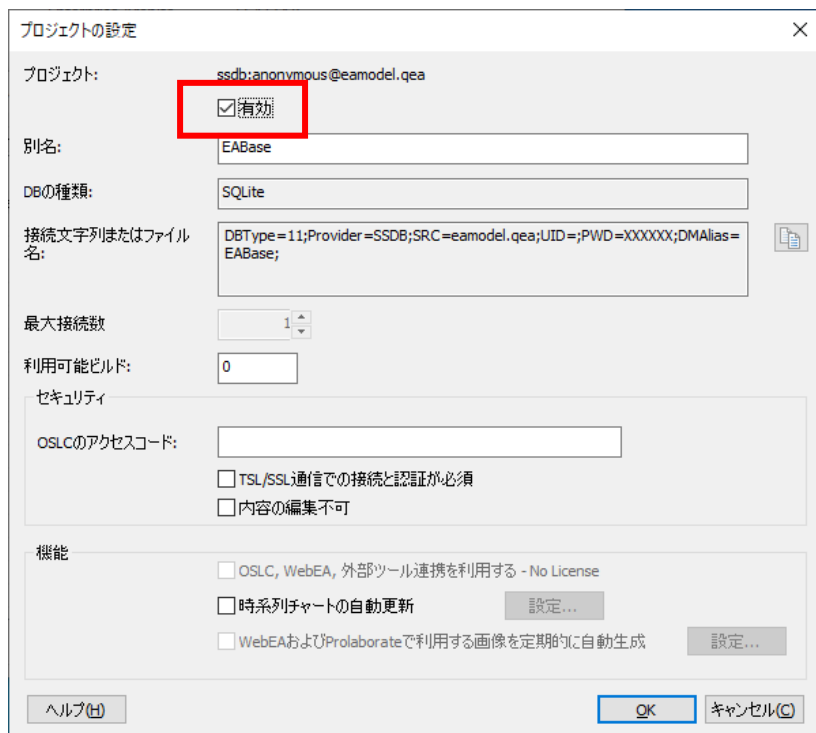 プロジェクトの設定
プロジェクト: ssdb:anonymous@eamodel.qea
有効
別名: EABase
DBの種類: SQLite
接続文字列またはファイル
名:
DBType=11;Provider=SSDB;SRC=eamodel.qea;UID=;PWD=XXXXXX;DMAlias=
EABase;
最大接続数 1
利用可能ビルド: 0
セキュリティ
OSLCのアクセスコード:
TSL/SSL通信での接続と認証が必須
内容の編集不可
機能
OSLC, WebEA, 外部ツール連携を利用する - No License
時系列チャートの自動更新 設定...
WebEAおよびProlaborateで利用する画像を定期的に自動生成 設定...
ヘルプ(H) OK キャンセル(C)